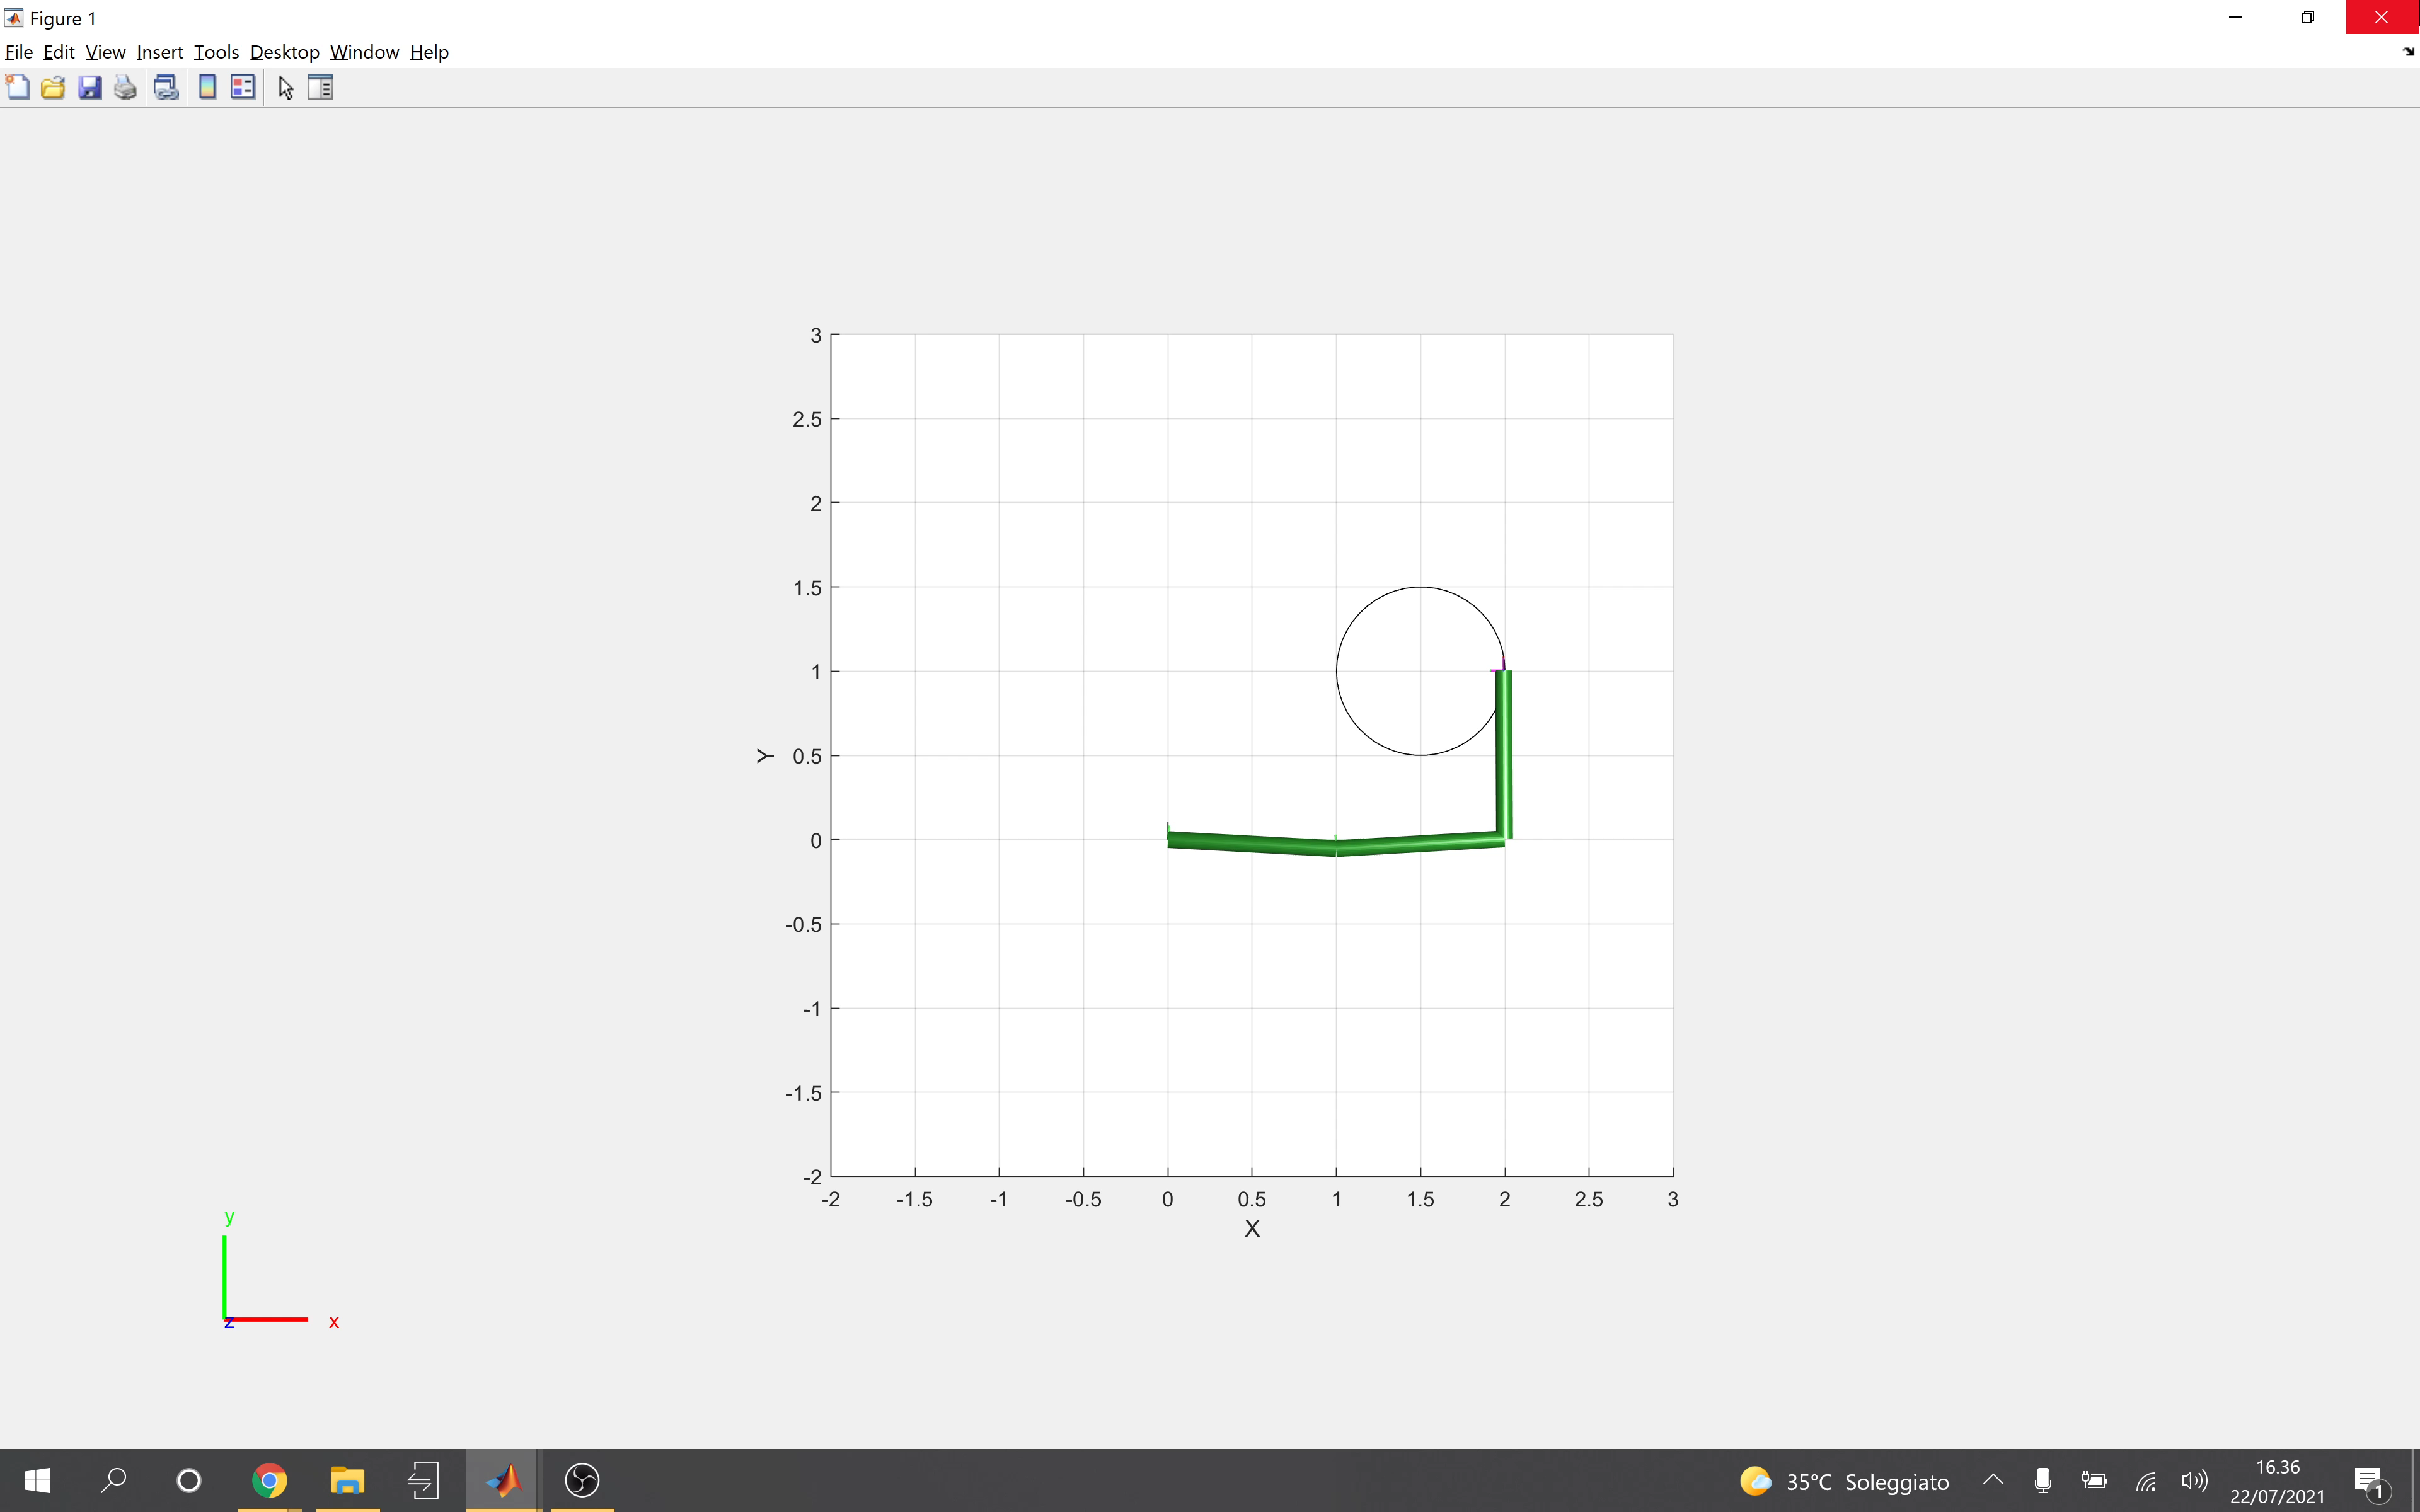 Figure 1
File Edit View Insert Tools Desktop Window Help
3
2.5
2
1.5
1
Y 0.5
0
-0.5
-1
-1.5
-2
-2 -1.5 -1 -0.5 0 0.5 1 1.5 2 2.5 3
X
y
z x
35°C Soleggiato
16.36
22/07/2021
1